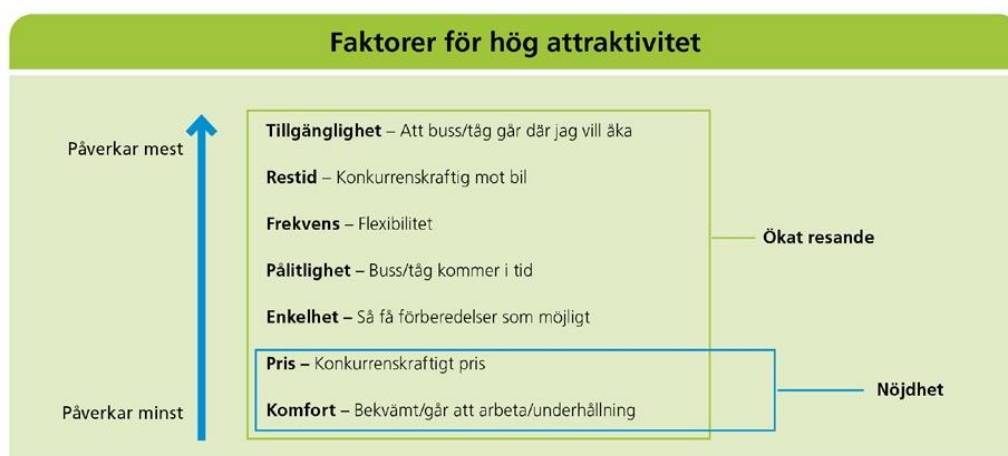 Faktorer för hög attraktivitet
Påverkar mest
Tillgänglighet – Att buss/tåg går där jag vill åka
Restid – Konkurrenskraftig mot bil
Frekvens – Flexibilitet
Ökat resande
Pålitlighet – Buss/tåg kommer i tid
Enkelhet – Så få förberedelser som möjligt
Pris – Konkurrenskraftigt pris
Nöjdhet
Påverkar minst
Komfort – Bekvämt/går att arbeta/underhållning